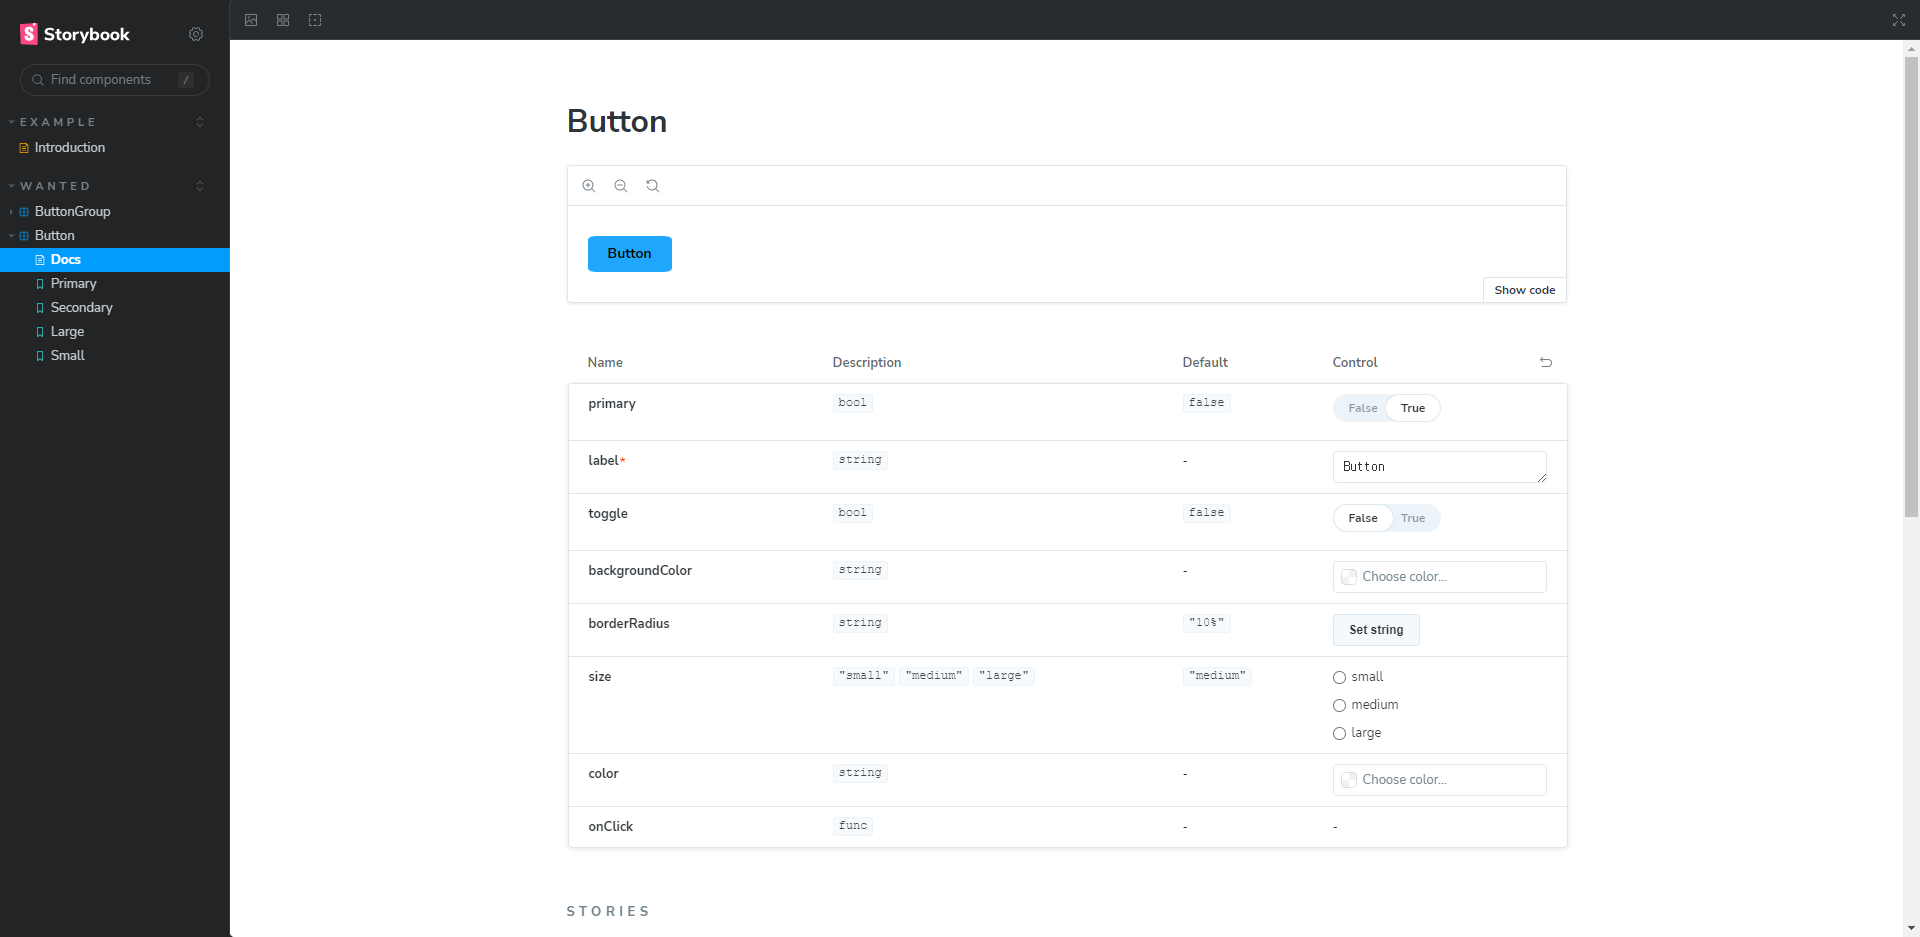 Storybook
Find components /
EXAMPLE
Introduction
WANTED
ButtonGroup
Button
Docs
Primary
Secondary
Large
Small
Button
Button
Show code
Name Description Default Control
primary bool false False True
label* string - Button
toggle bool false False True
backgroundColor string - Choose color...
borderRadius string "10%" Set string
size "small" "medium" "large" "medium" small
medium
large
color string - Choose color...
onClick func - -
STORIES